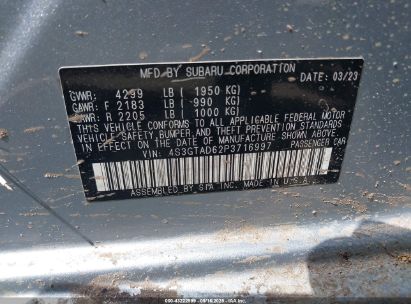 MFD BY SUBARU CORPORATION DATE: 03/23
GVWR: 4299 LB ( 1950 KG)
GAWR: F 2183 LB ( 990 KG)
GAWR: R 2205 LB ( 1000 KG)
THIS VEHICLE CONFORMS TO ALL APPLICABLE FEDERAL MOTOR
VEHICLE SAFETY, BUMPER, AND THEFT PREVENTION STANDARDS IN
EFFECT ON THE DATE OF MANUFACTURE SHOWN ABOVE.
VIN: 4S3GTAD62P3716997 PASSENGER CAR
ASSEMBLED BY SIA, INC. MADE IN U.S.A.